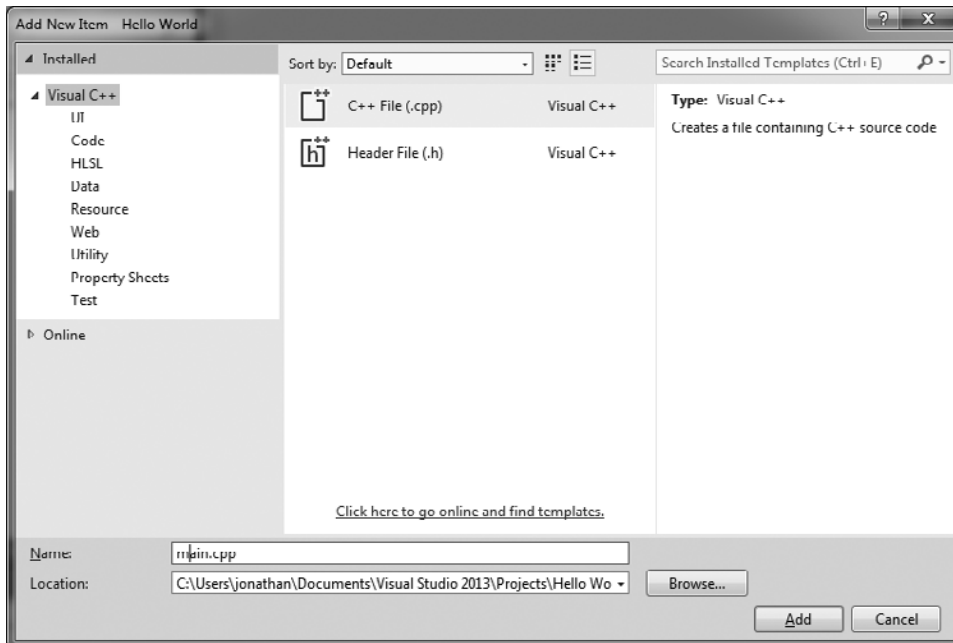 Add New Item Hello World
Installed
Sort by: Default
Search Installed Templates (Ctrl+E)
Visual C++
UI
Code
HLSL
Data
Resource
Web
Utility
Property Sheets
Test
Online
C++ File (.cpp) Visual C++
Header File (.h) Visual C++
Type: Visual C++
Creates a file containing C++ source code
Click here to go online and find templates.
Name: main.cpp
Location: C:\Users\jonathan\Documents\Visual Studio 2013\Projects\Hello Wo
Browse...
Add Cancel